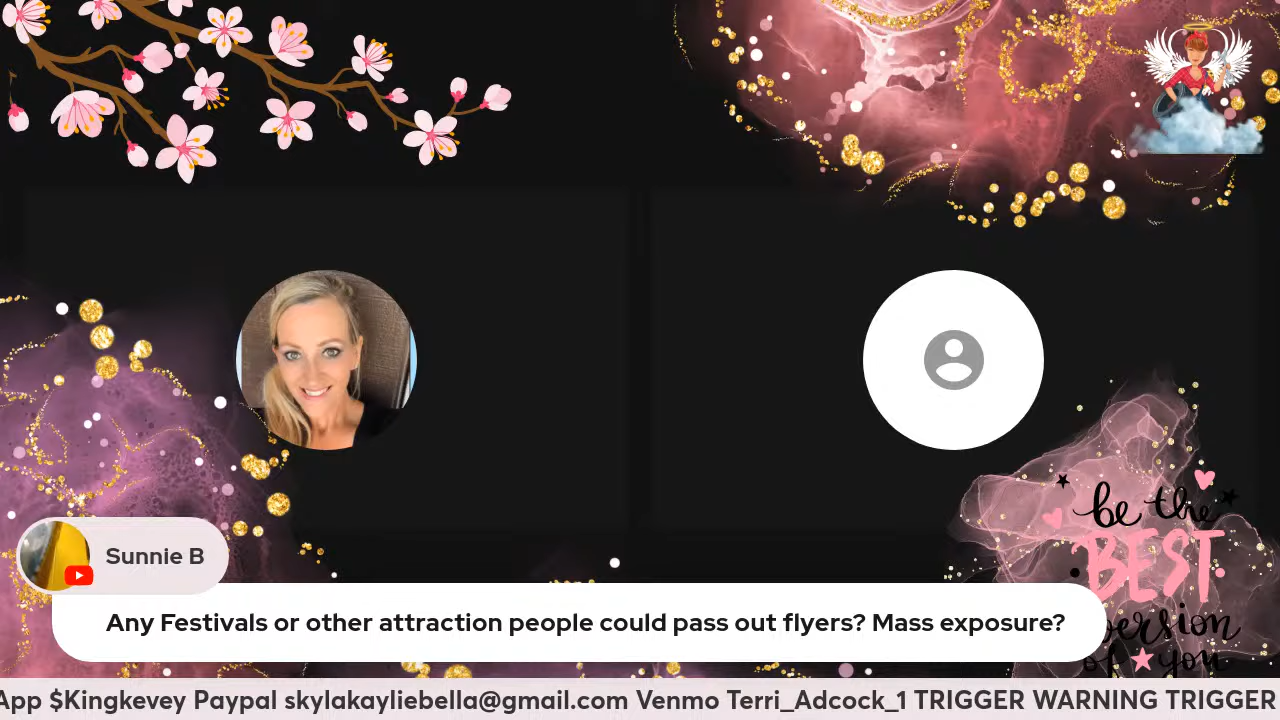 be the
BEST
version
of you
Sunnie B
Any Festivals or other attraction people could pass out flyers? Mass exposure?
App $Kingkevey Paypal skylakayliebella@gmail.com Venmo Terri_Adcock_1 TRIGGER WARNING TRIGGER